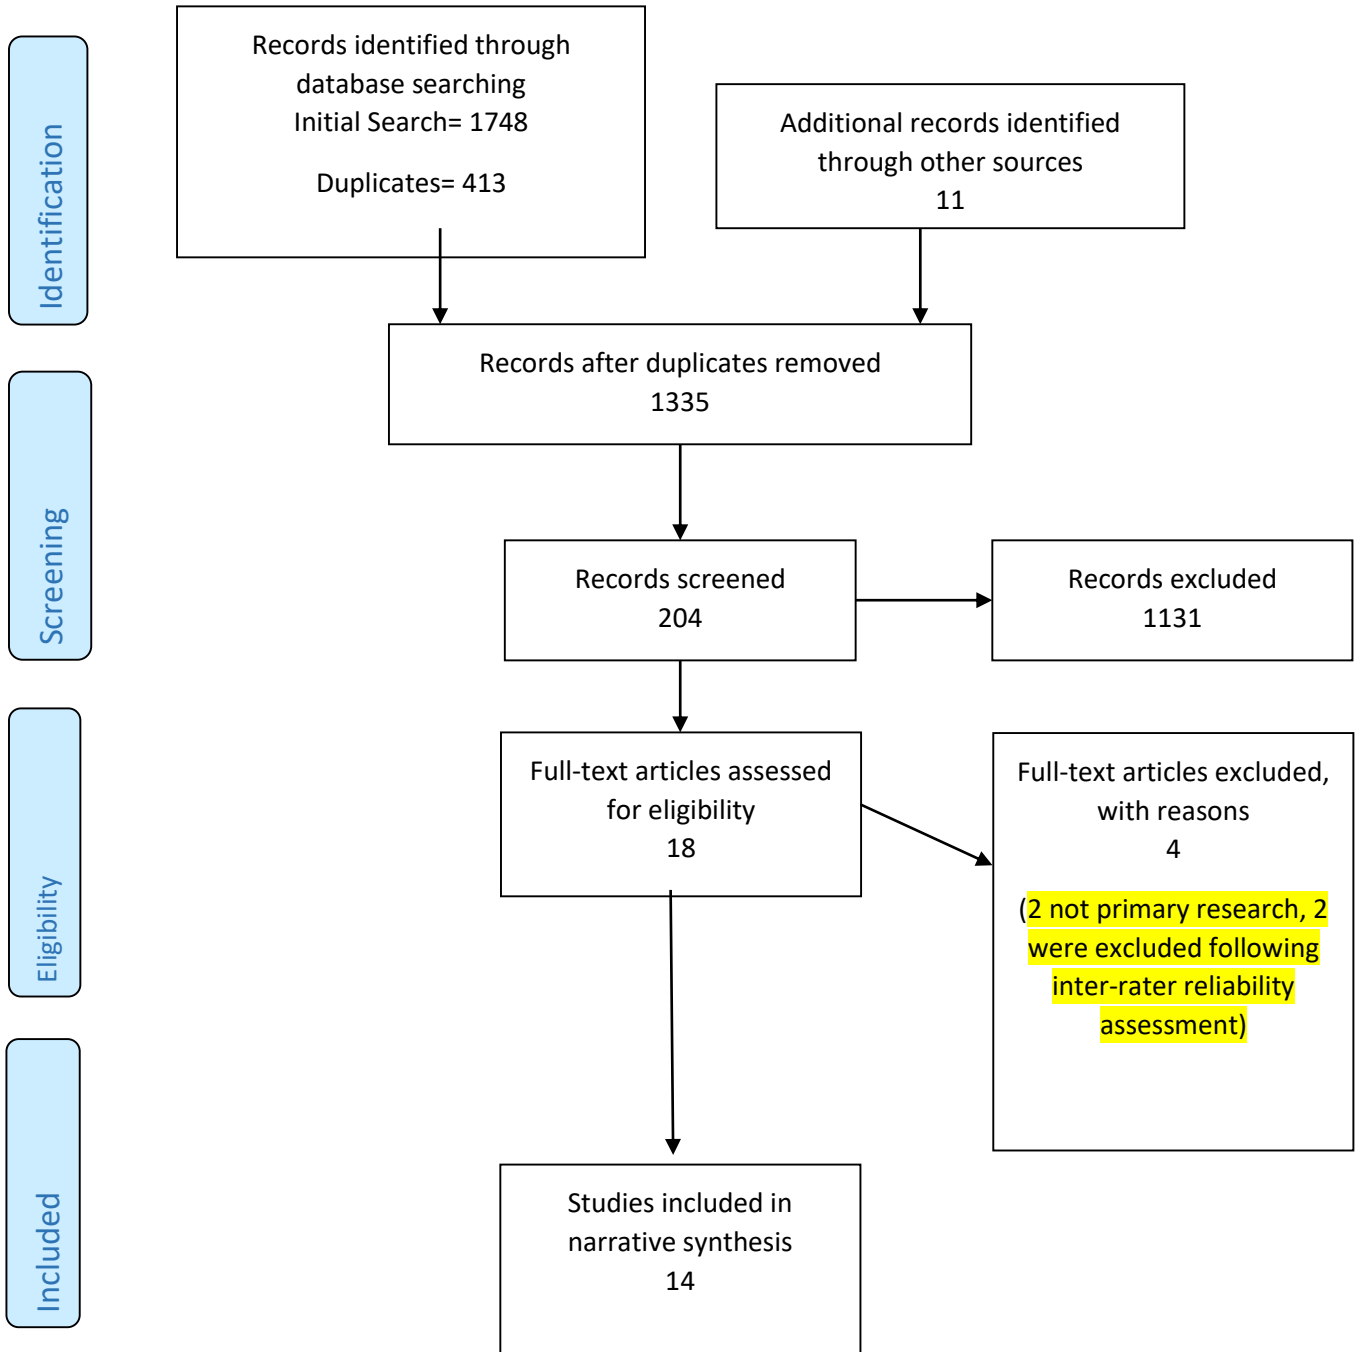 Identification
Records identified through
database searching
Initial Search= 1748
Duplicates= 413
Additional records identified
through other sources
11
Records after duplicates removed
1335
Screening
Records screened
204
Records excluded
1131
Eligibility
Full-text articles assessed
for eligibility
18
Full-text articles excluded,
with reasons
4
(2 not primary research, 2
were excluded following
inter-rater reliability
assessment)
Included
Studies included in
narrative synthesis
14